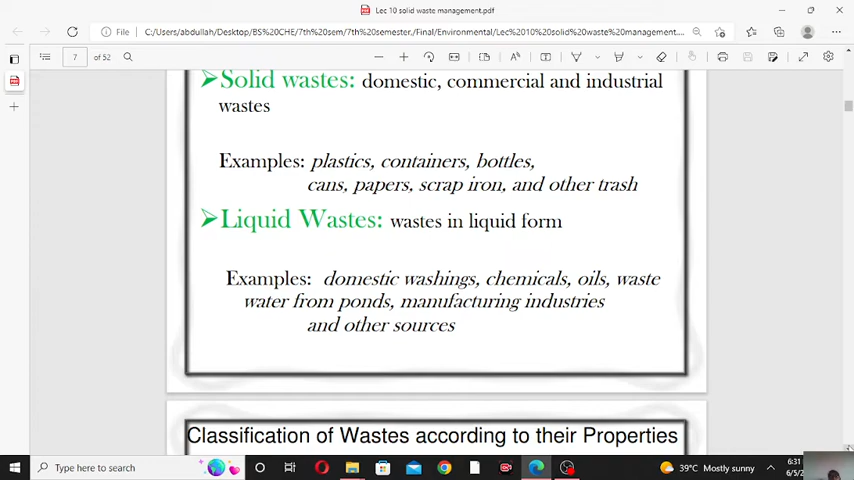 Lec 10 solid waste management.pdf
File C:/Users/abdullah/Desktop/BS%20CHE/7th%20sem/7th%20semester./Final/Environmental/Lec%2010%20solid%20waste%20management....
7 of 52
Solid wastes: domestic, commercial and industrial
wastes
Examples: plastics, containers, bottles,
cans, papers, scrap iron, and other trash
Liquid Wastes: wastes in liquid form
Examples: domestic washings, chemicals, oils, waste
water from ponds, manufacturing industries
and other sources
Classification of Wastes according to their Properties
Type here to search
39°C Mostly sunny
6:31
6/5